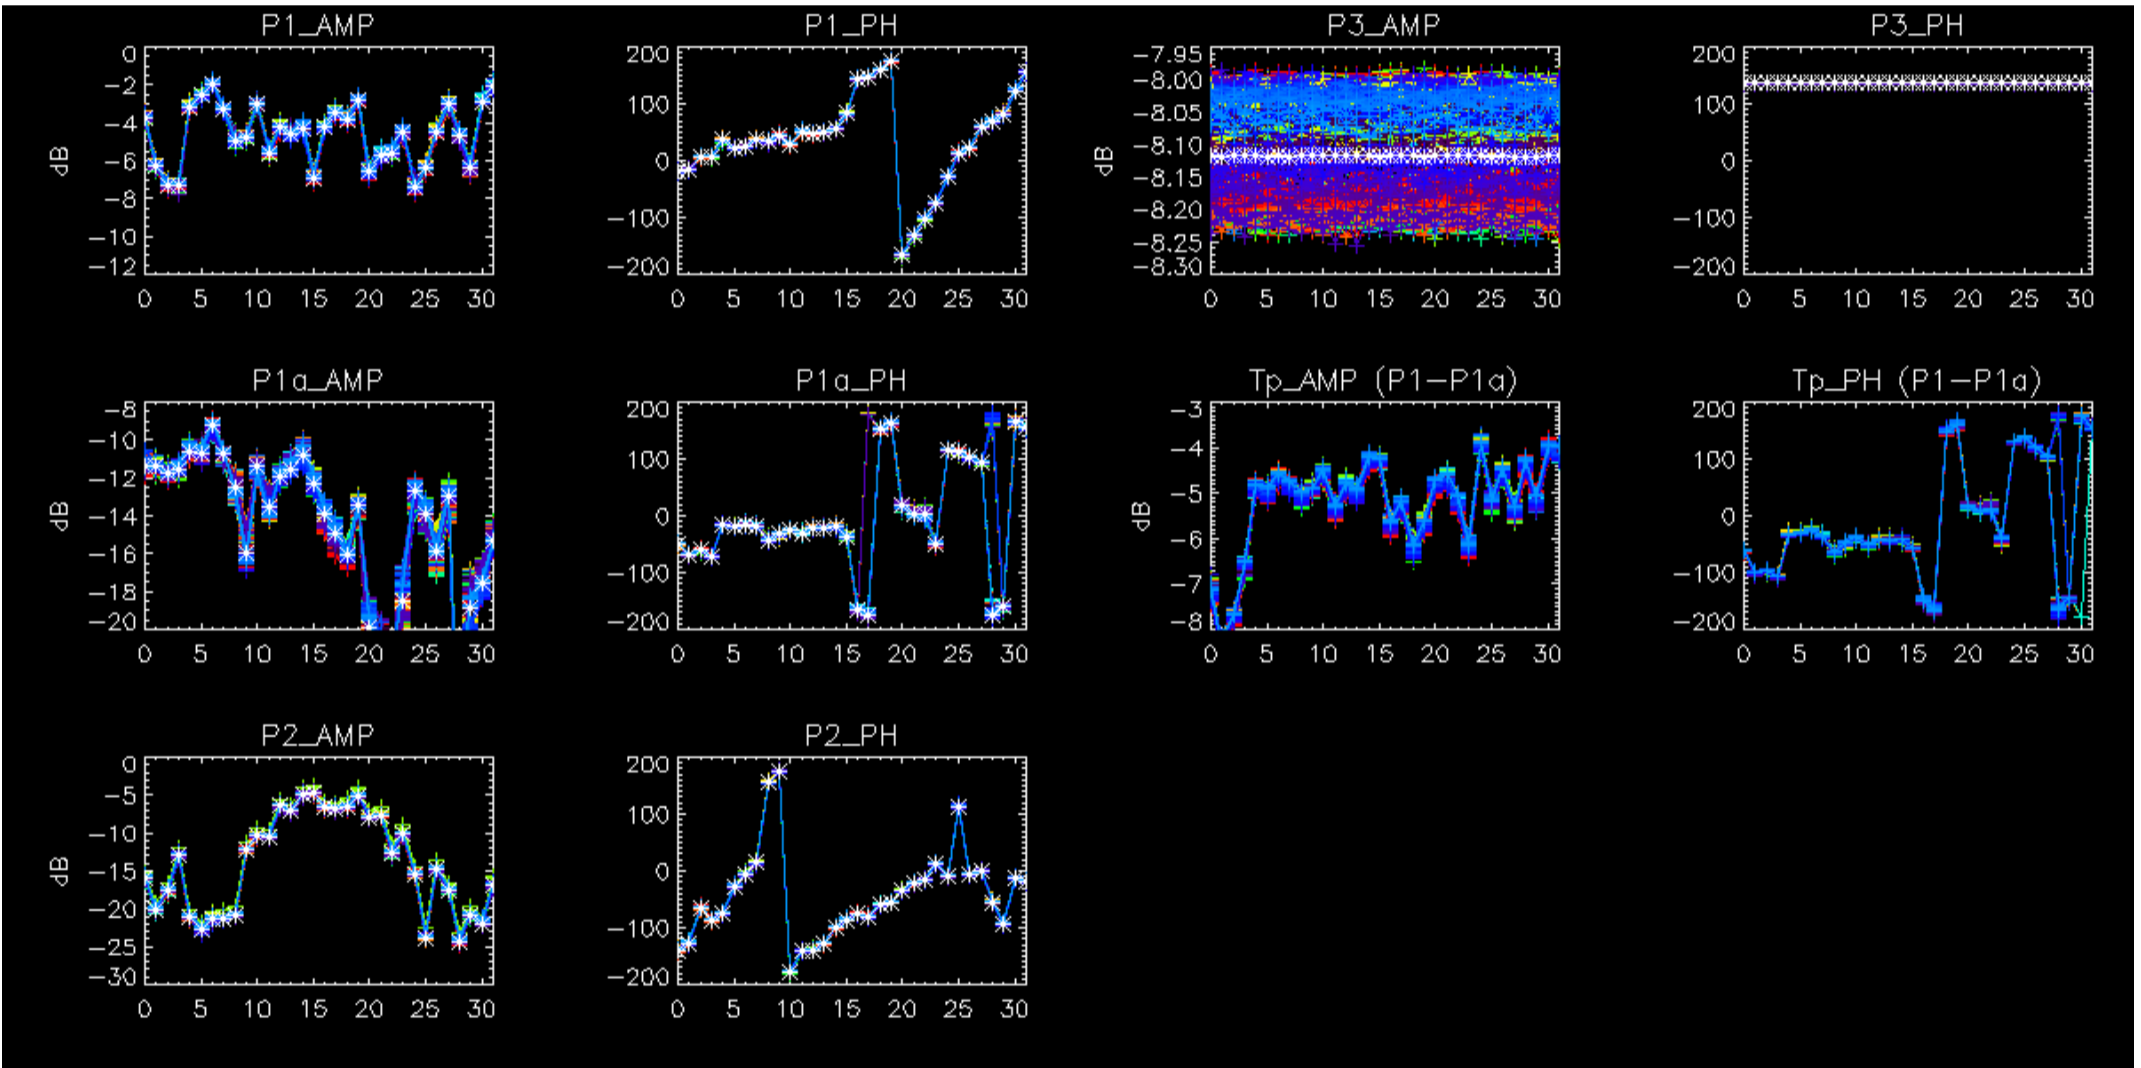 P1_AMP
dB
0
−2
−4
−6
−8
−10
−12
0 5 10 15 20 25 30
P1_PH
200
100
0
−100
−200
0 5 10 15 20 25 30
P3_AMP
dB
−7.95
−8.00
−8.05
−8.10
−8.15
−8.20
−8.25
−8.30
0 5 10 15 20 25 30
P3_PH
200
100
0
−100
−200
0 5 10 15 20 25 30
P1a_AMP
dB
−8
−10
−12
−14
−16
−18
−20
0 5 10 15 20 25 30
P1a_PH
200
100
0
−100
−200
0 5 10 15 20 25 30
Tp_AMP (P1−P1a)
dB
−3
−4
−5
−6
−7
−8
0 5 10 15 20 25 30
Tp_PH (P1−P1a)
200
100
0
−100
−200
0 5 10 15 20 25 30
P2_AMP
dB
0
−5
−10
−15
−20
−25
−30
0 5 10 15 20 25 30
P2_PH
200
100
0
−100
−200
0 5 10 15 20 25 30